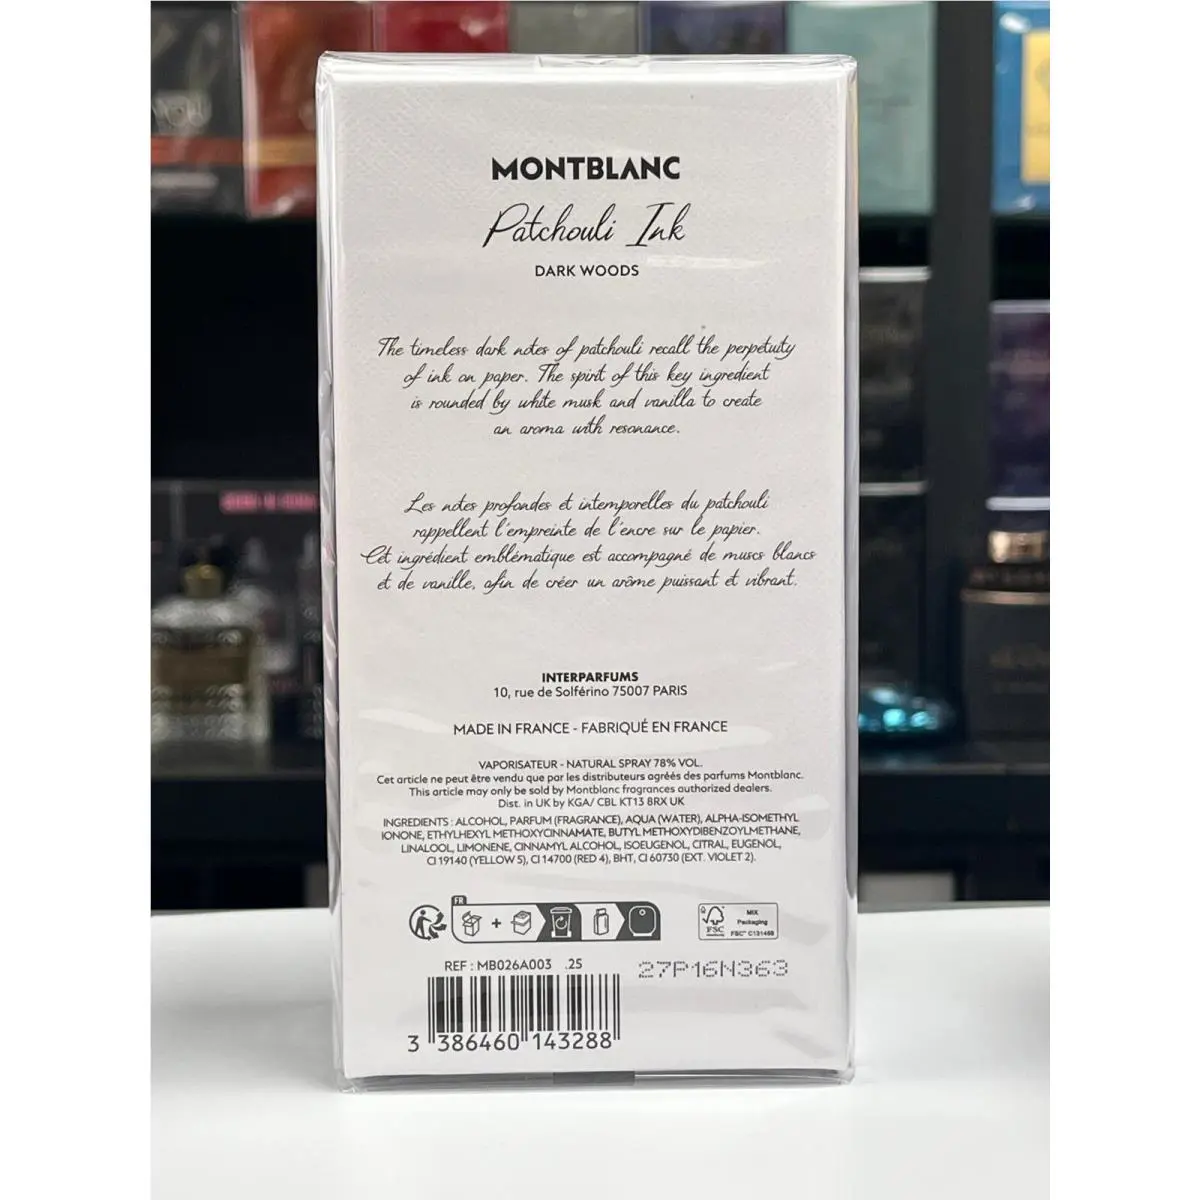 MONTBLANC
Patchouli Ink
DARK WOODS
The timeless dark notes of patchouli recall the perpetuity
of ink on paper. The spirit of this key ingredient
is rounded by white musk and vanilla to create
an aroma with resonance.
Les notes profondes et intemporelles du patchouli
rappellent l'empreinte de l'encre sur le papier.
Cet ingrédient emblématique est accompagné de muscs blancs
et de vanille, afin de créer un arôme puissant et vibrant.
INTERPARFUMS
10, rue de Solférino 75007 PARIS
MADE IN FRANCE - FABRIQUÉ EN FRANCE
VAPORISATEUR - NATURAL SPRAY 78% VOL.
Cet article ne peut être vendu que par les distributeurs agréés des parfums Montblanc.
This article may only be sold by Montblanc fragrances authorized dealers.
Dist. in UK by KGA/ CBL KT13 8RX UK
INGREDIENTS : ALCOHOL, PARFUM (FRAGRANCE), AQUA (WATER), ALPHA-ISOMETHYL
IONONE, ETHYLHEXYL METHOXYCINNAMATE, BUTYL METHOXYDIBENZOYLMETHANE,
LINALOOL, LIMONENE, CINNAMYL ALCOHOL, ISOEUGENOL, CITRAL, EUGENOL,
CI 19140 (YELLOW 5), CI 14700 (RED 4), BHT, CI 60730 (EXT. VIOLET 2).
FR
+
FSC
MIX
Packaging
FSC® C131468
REF : MB026A003 .25
27P16N363
3 386460 143288
YOU